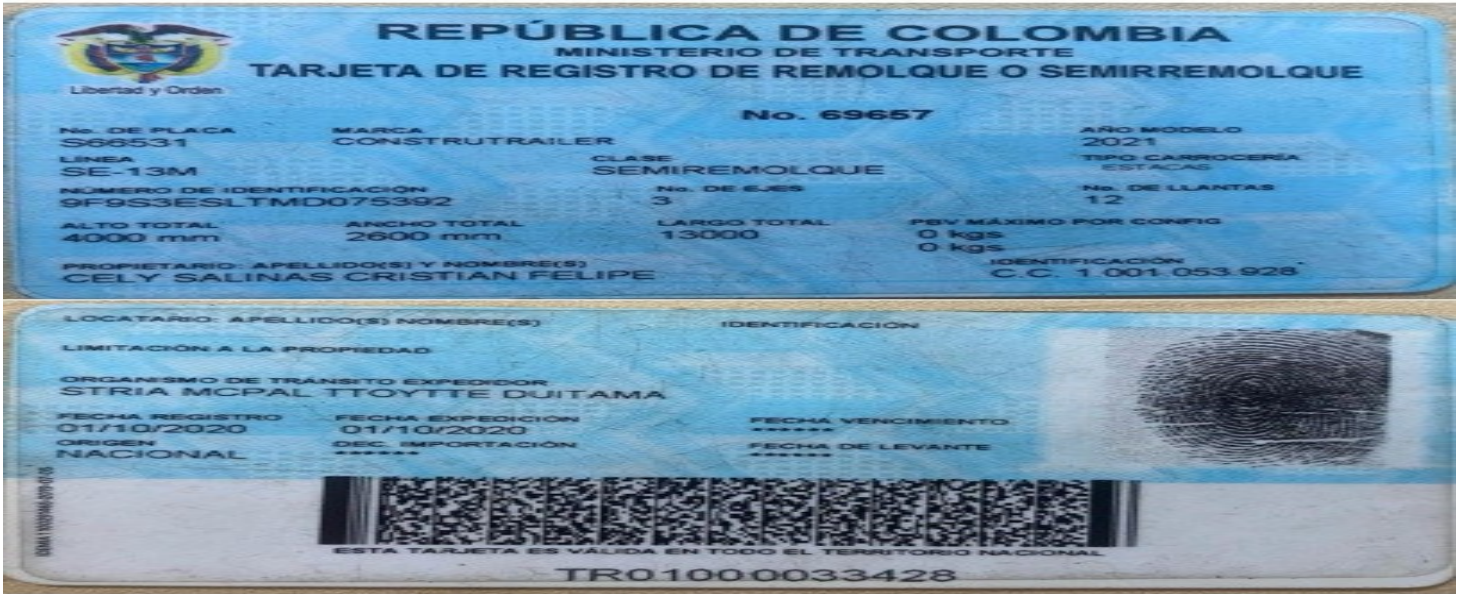 REPÚBLICA DE COLOMBIA
MINISTERIO DE TRANSPORTE
TARJETA DE REGISTRO DE REMOLQUE O SEMIRREMOLQUE
Libertad y Orden
No. 69657
No. DE PLACA MARCA AÑO MODELO
S66531 CONSTRUTRAILER 2021
LINEA CLASE TIPO CARROCERÍA
SE-13M SEMIREMOLQUE ESTACAS
NÚMERO DE IDENTIFICACIÓN No. DE EJES No. DE LLANTAS
9F9S3ESLTMD075392 3 12
ALTO TOTAL ANCHO TOTAL LARGO TOTAL PBV MÁXIMO POR CONFIG
4000 mm 2600 mm 13000 0 kgs
0 kgs
PROPIETARIO: APELLIDO(S) Y NOMBRE(S) IDENTIFICACIÓN
CELY SALINAS CRISTIAN FELIPE C.C. 1.001.053.928
LOCATARIO: APELLIDO(S) NOMBRE(S) IDENTIFICACIÓN
LIMITACIÓN A LA PROPIEDAD
ORGANISMO DE TRÁNSITO EXPEDIDOR
STRIA MCPAL TTOYTTE DUITAMA
FECHA REGISTRO FECHA EXPEDICIÓN FECHA VENCIMIENTO
01/10/2020 01/10/2020 ******
ORIGEN DEC. IMPORTACIÓN FECHA DE LEVANTE
NACIONAL ****** ******
ESTA TARJETA ES VÁLIDA EN TODO EL TERRITORIO NACIONAL
TR01000033428